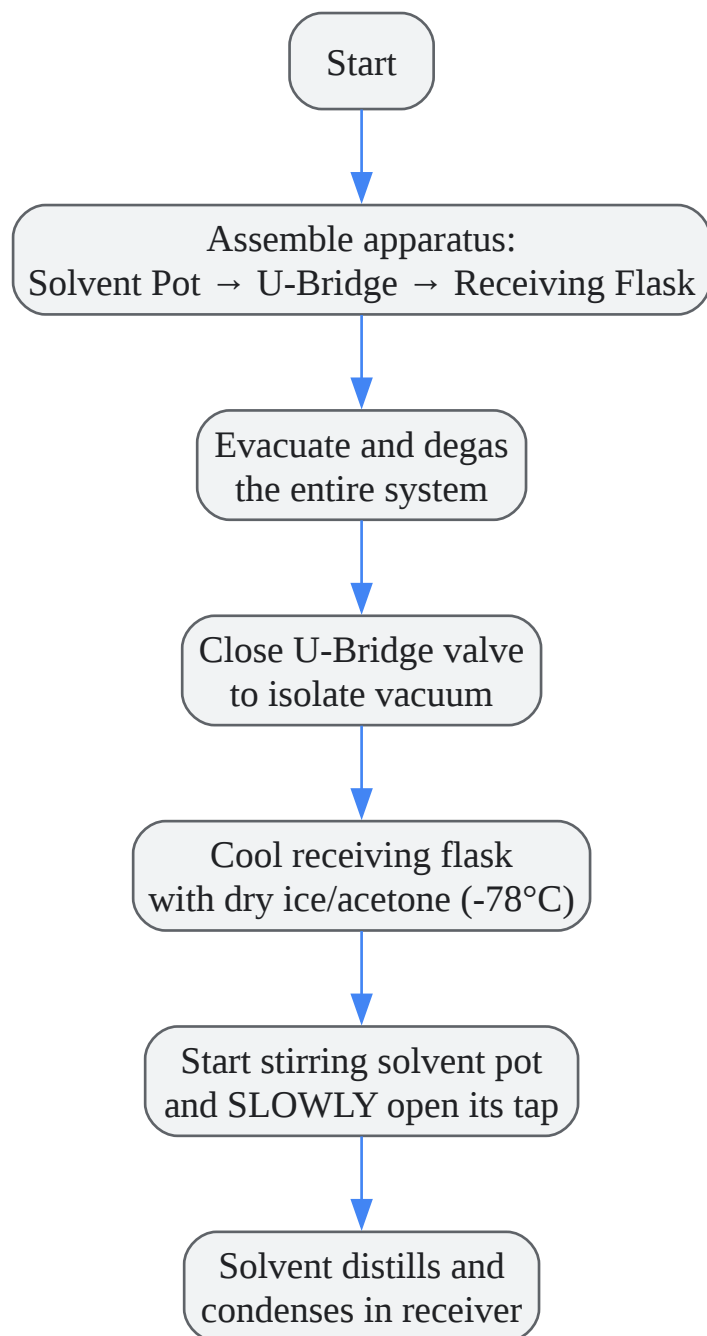 Start
Assemble apparatus:
Solvent Pot → U-Bridge → Receiving Flask
Evacuate and degas
the entire system
Close U-Bridge valve
to isolate vacuum
Cool receiving flask
with dry ice/acetone (-78°C)
Start stirring solvent pot
and SLOWLY open its tap
Solvent distills and
condenses in receiver